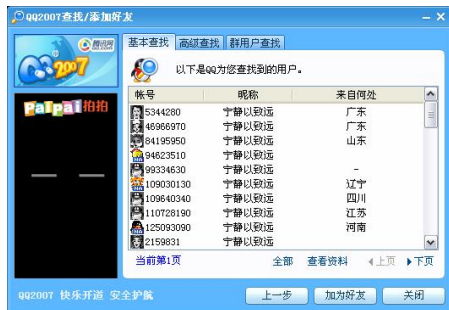 QQ2007查找/添加好友
腾讯网
QQ2007
PaiPai拍拍
基本查找 高级查找 群用户查找
以下是QQ为您查找到的用户。
帐号 昵称 来自何处
5344280 宁静以致远 广东
46966970 宁静以致远 广东
84195950 宁静以致远 山东
94623510 宁静以致远
99334630 宁静以致远 -
109030130 宁静以致远 辽宁
109640340 宁静以致远 四川
110728190 宁静以致远 江苏
125093090 宁静以致远 河南
2159831 宁静以致远
当前第1页 全部 查看资料 上页 下页
QQ2007 快乐开道 安全护航
上一步 加为好友 关闭